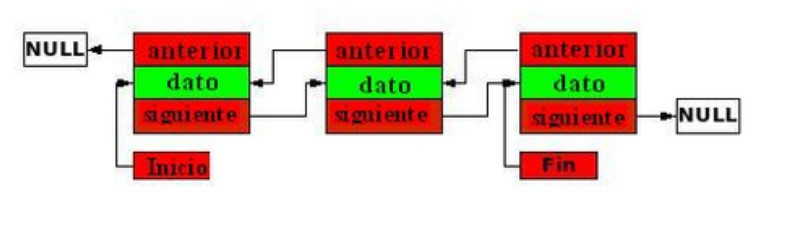 NULL
anterior
dato
siguiente
Inicio
anterior
dato
siguiente
anterior
dato
siguiente
Fin
NULL